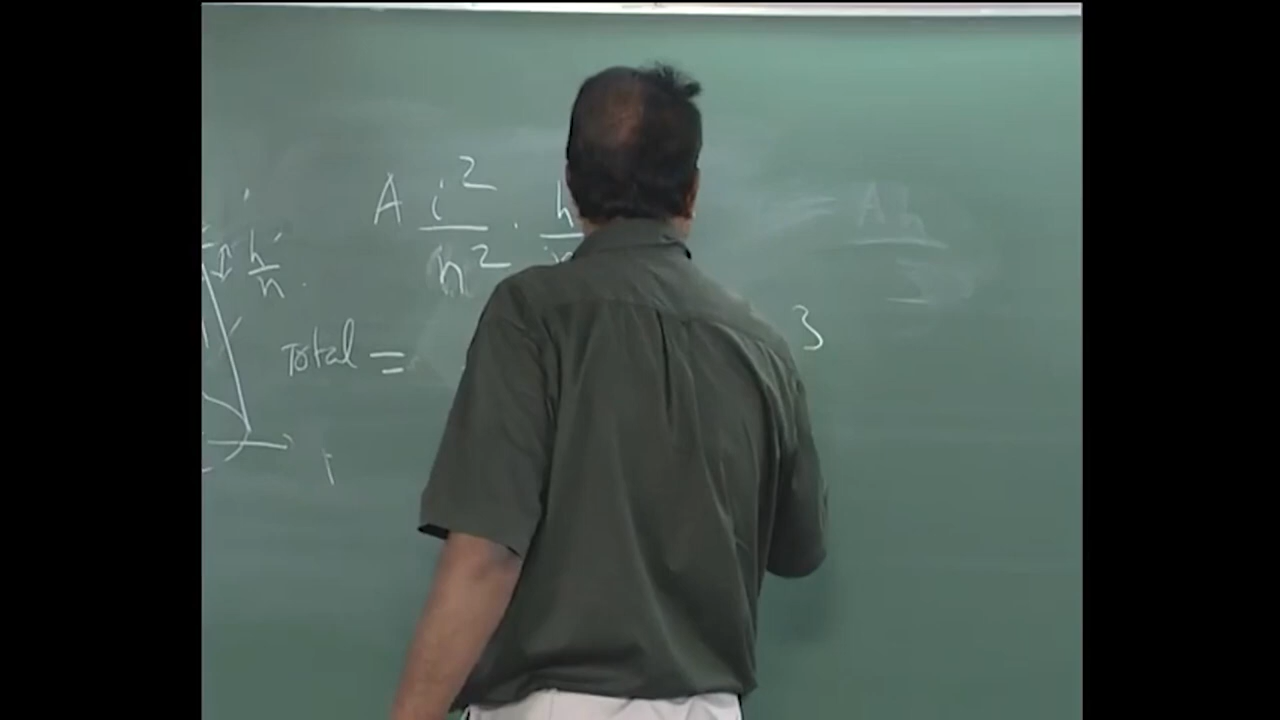 A i² / n² · h
h / n
Total =
3
Ah